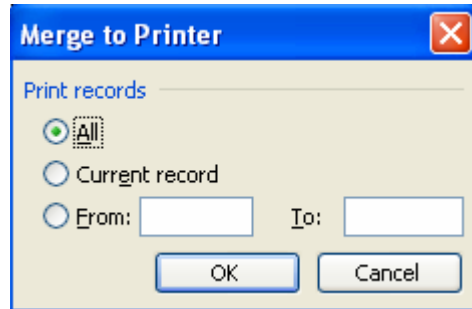 Merge to Printer
Print records
All
Current record
From: To:
OK Cancel